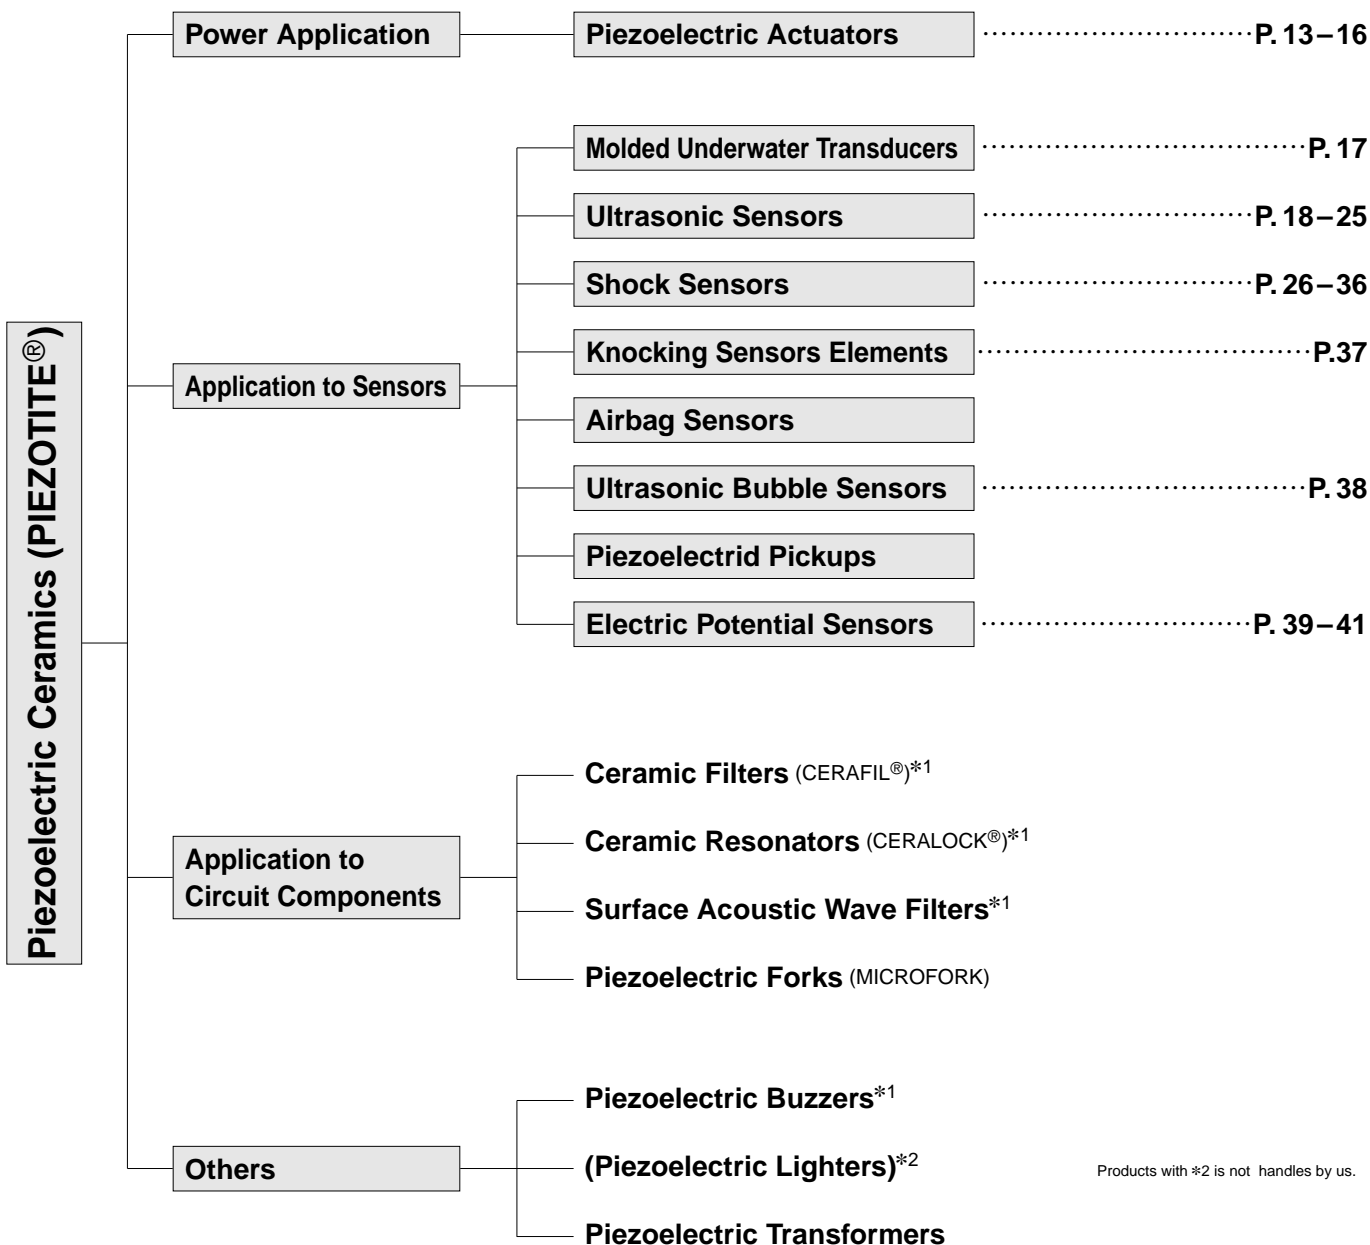 Piezoelectric Ceramics (PIEZOTITE®)
Power Application
Piezoelectric Actuators ······························ P. 13–16
Application to Sensors
Molded Underwater Transducers ···································· P. 17
Ultrasonic Sensors ······························ P. 18–25
Shock Sensors ······························ P. 26–36
Knocking Sensors Elements ····································· P.37
Airbag Sensors
Ultrasonic Bubble Sensors ···································· P. 38
Piezoelectrid Pickups
Electric Potential Sensors ······························ P. 39–41
Application to
Circuit Components
Ceramic Filters (CERAFIL®)*1
Ceramic Resonators (CERALOCK®)*1
Surface Acoustic Wave Filters*1
Piezoelectric Forks (MICROFORK)
Others
Piezoelectric Buzzers*1
(Piezoelectric Lighters)*2
Piezoelectric Transformers
Products with *2 is not handles by us.